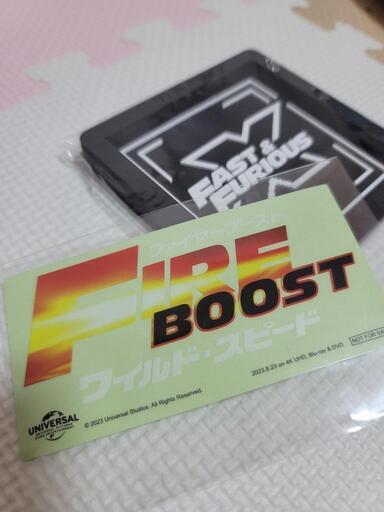 FAST &
FURIOUS
ファイヤーブースト
FIRE
BOOST
ワイルド・スピード
UNIVERSAL
© 2023 Universal Studios. All Rights Reserved.
2023.8.23 on 4K UHD, Blu-ray & DVD
NOT FOR SA